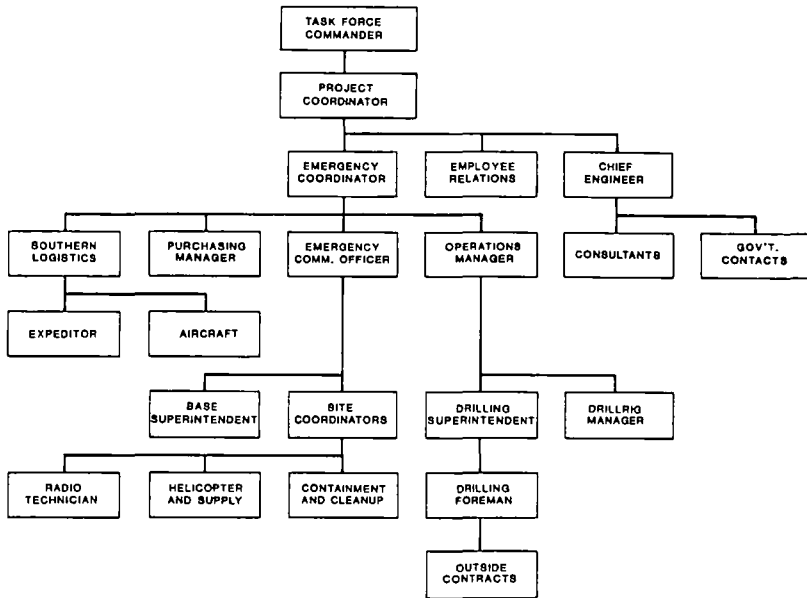 TASK FORCE
COMMANDER
PROJECT
COORDINATOR
EMERGENCY
COORDINATOR
EMPLOYEE
RELATIONS
CHIEF
ENGINEER
SOUTHERN
LOGISTICS
PURCHASING
MANAGER
EMERGENCY
COMM. OFFICER
OPERATIONS
MANAGER
CONSULTANTS
GOV'T.
CONTACTS
EXPEDITOR
AIRCRAFT
BASE
SUPERINTENDENT
SITE
COORDINATORS
DRILLING
SUPERINTENDENT
DRILLRIG
MANAGER
RADIO
TECHNICIAN
HELICOPTER
AND SUPPLY
CONTAINMENT
AND CLEANUP
DRILLING
FOREMAN
OUTSIDE
CONTRACTS